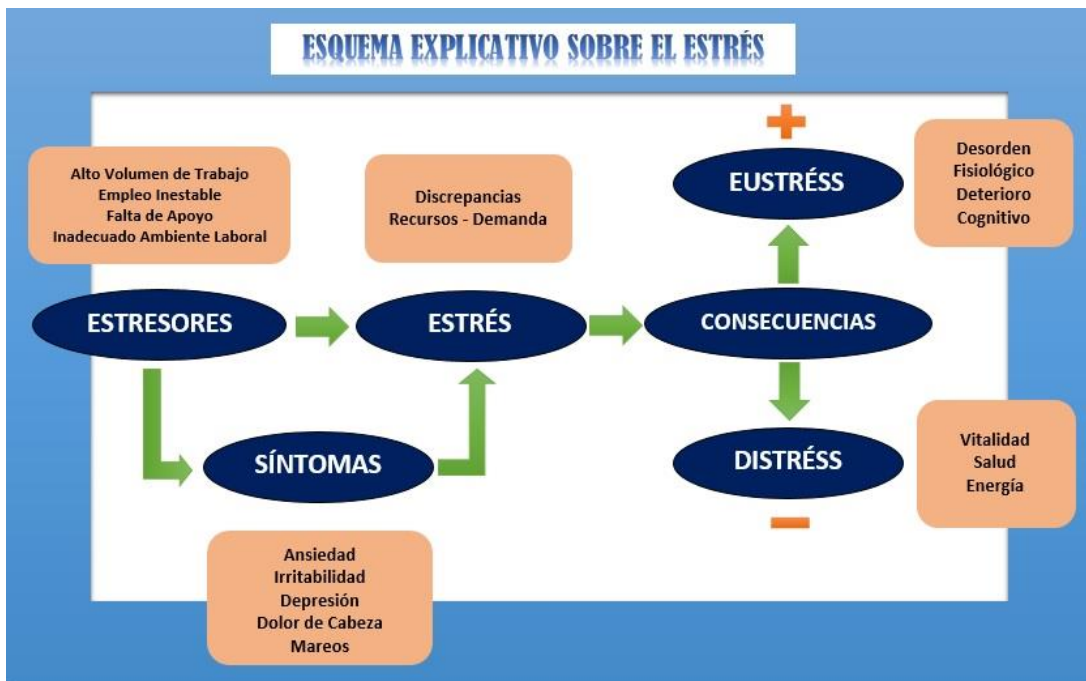 ESQUEMA EXPLICATIVO SOBRE EL ESTRÉS
Alto Volumen de Trabajo
Empleo Inestable
Falta de Apoyo
Inadecuado Ambiente Laboral
Discrepancias
Recursos - Demanda
EUSTRÉSS
Desorden
Fisiológico
Deterioro
Cognitivo
ESTRESORES
ESTRÉS
CONSECUENCIAS
SÍNTOMAS
DISTRÉSS
Vitalidad
Salud
Energía
Ansiedad
Irritabilidad
Depresión
Dolor de Cabeza
Mareos